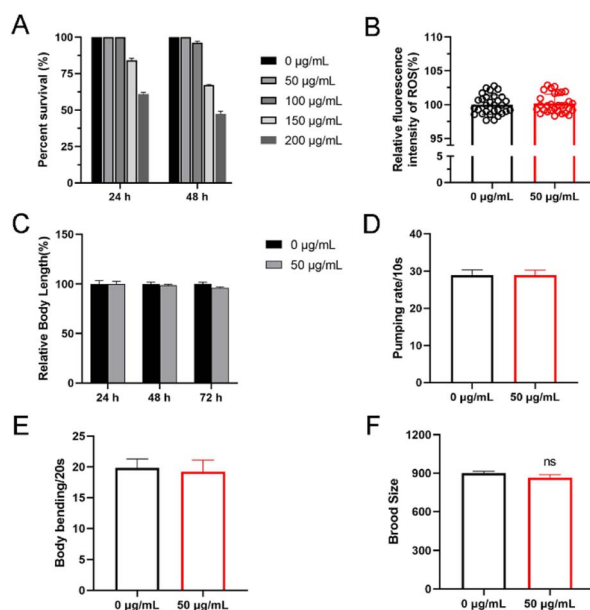 A
Percent survival (%)
100
75
50
25
0
24 h
48 h
0 µg/mL
50 µg/mL
100 µg/mL
150 µg/mL
200 µg/mL
B
Relative fluorescence
intensity of ROS(%)
110
105
100
95
5
0
0 µg/mL
50 µg/mL
C
Relative Body Length(%)
150
100
50
0
24 h
48 h
72 h
0 µg/mL
50 µg/mL
D
Pumping rate/10s
40
30
20
10
0
0 µg/mL
50 µg/mL
E
Body bending/20s
25
20
15
10
5
0
0 µg/mL
50 µg/mL
F
Brood Size
1200
900
600
300
0
ns
0 µg/mL
50 µg/mL